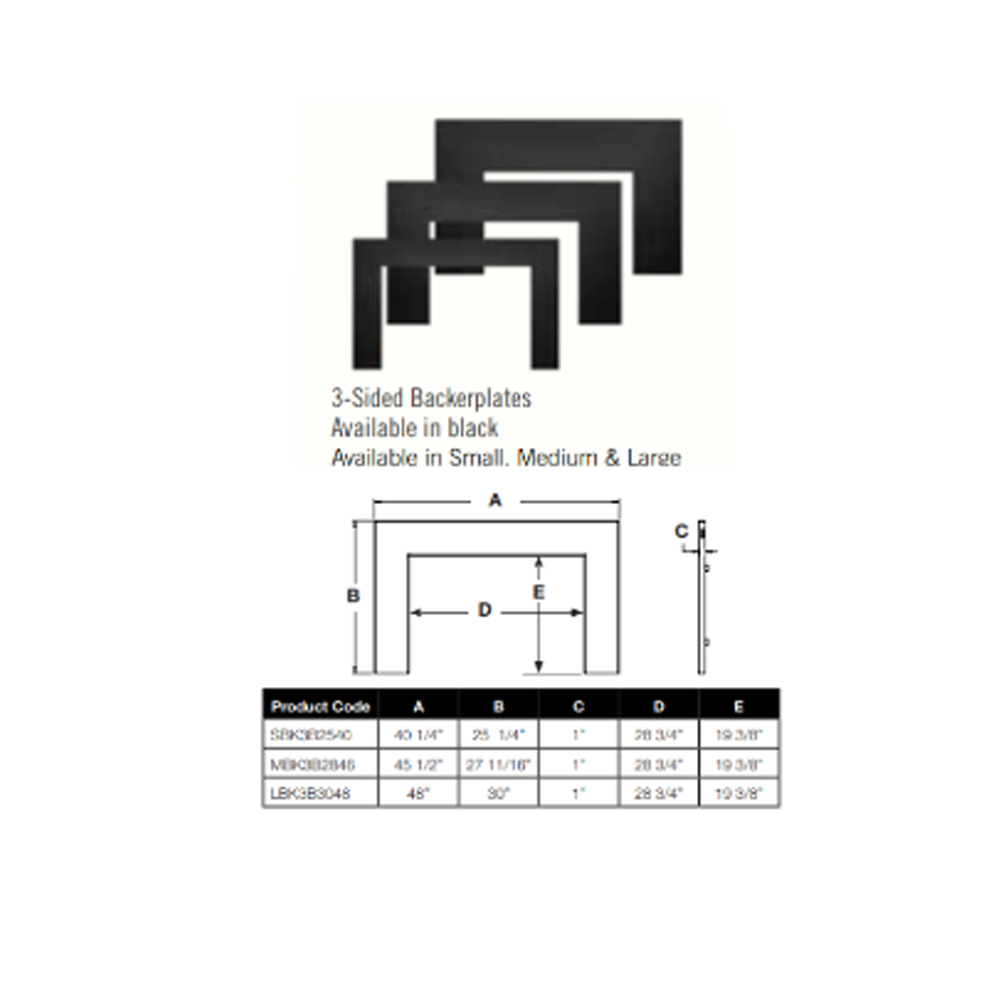 3-Sided Backerplates
Available in black
Available in Small, Medium & Large
A
C
B
E
D
Product Code A B C D E
SBK3B2540 40 1/4" 25 1/4" 1" 28 3/4" 19 3/8"
MBK3B2846 45 1/2" 27 11/16" 1" 28 3/4" 19 3/8"
LBK3B3048 48" 30" 1" 28 3/4" 19 3/8"